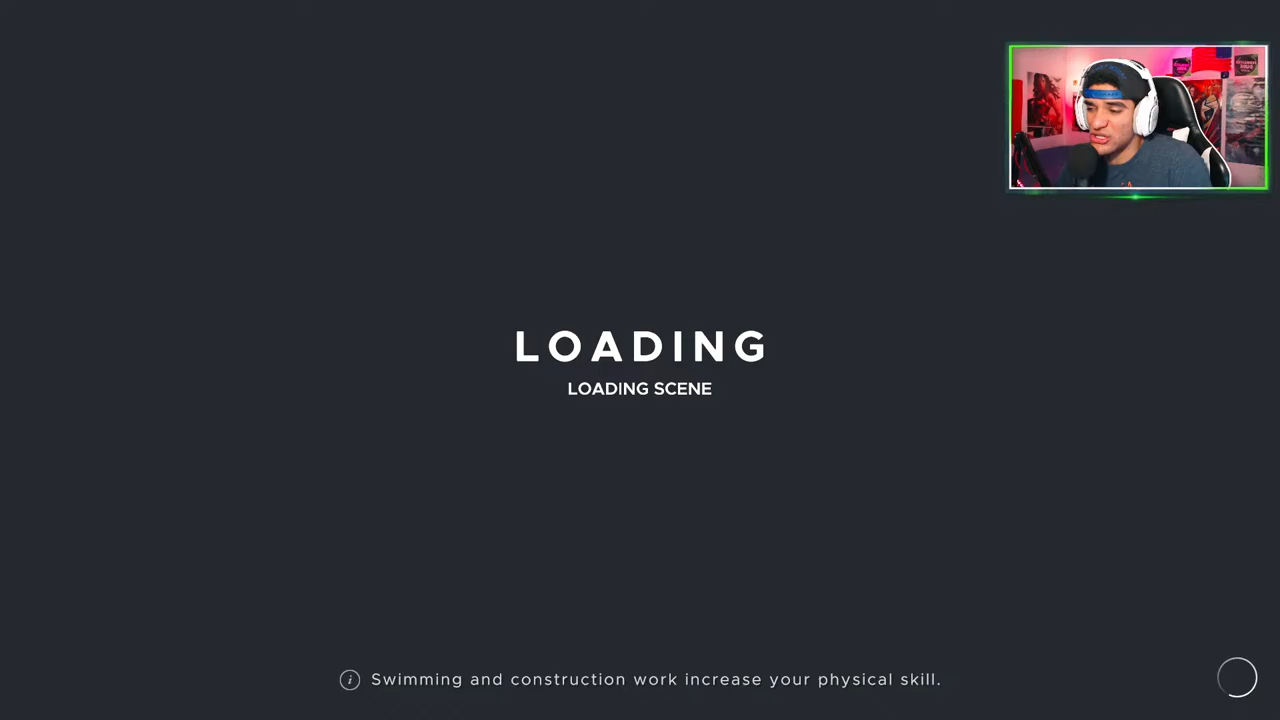 LOADING
LOADING SCENE
Swimming and construction work increase your physical skill.